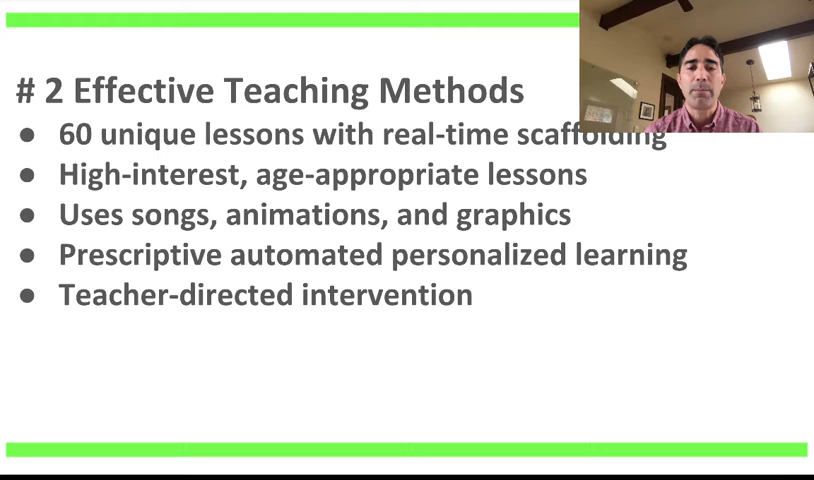 # 2 Effective Teaching Methods
● 60 unique lessons with real-time scaffolding
● High-interest, age-appropriate lessons
● Uses songs, animations, and graphics
● Prescriptive automated personalized learning
● Teacher-directed intervention